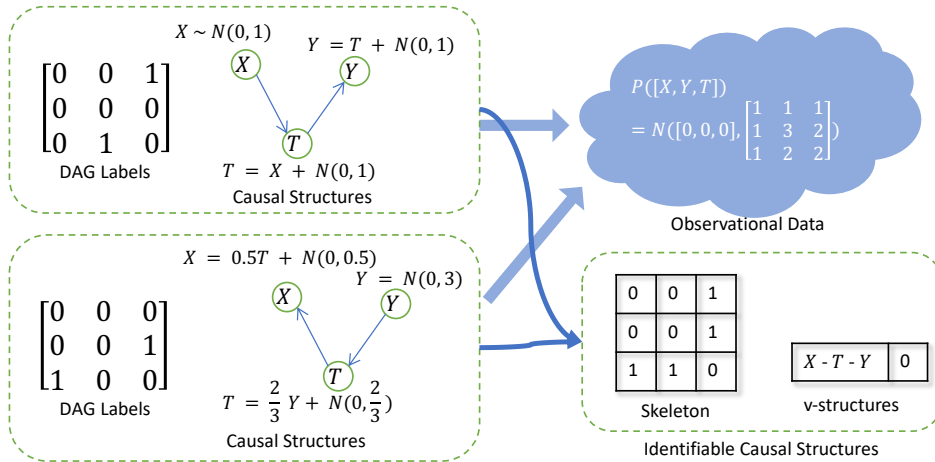 X ~ N(0, 1)
Y = T + N(0, 1)
X
Y
T
0 0 1
0 0 0
0 1 0
DAG Labels
T = X + N(0, 1)
Causal Structures
X = 0.5T + N(0, 0.5)
Y = N(0, 3)
X
Y
T
0 0 0
0 0 1
1 0 0
DAG Labels
T = 2/3 Y + N(0, 2/3)
Causal Structures
P([X, Y, T])
= N([0, 0, 0], [1 1 1
1 3 2
1 2 2])
Observational Data
0 0 1
0 0 1
1 1 0
Skeleton
X - T - Y 0
v-structures
Identifiable Causal Structures